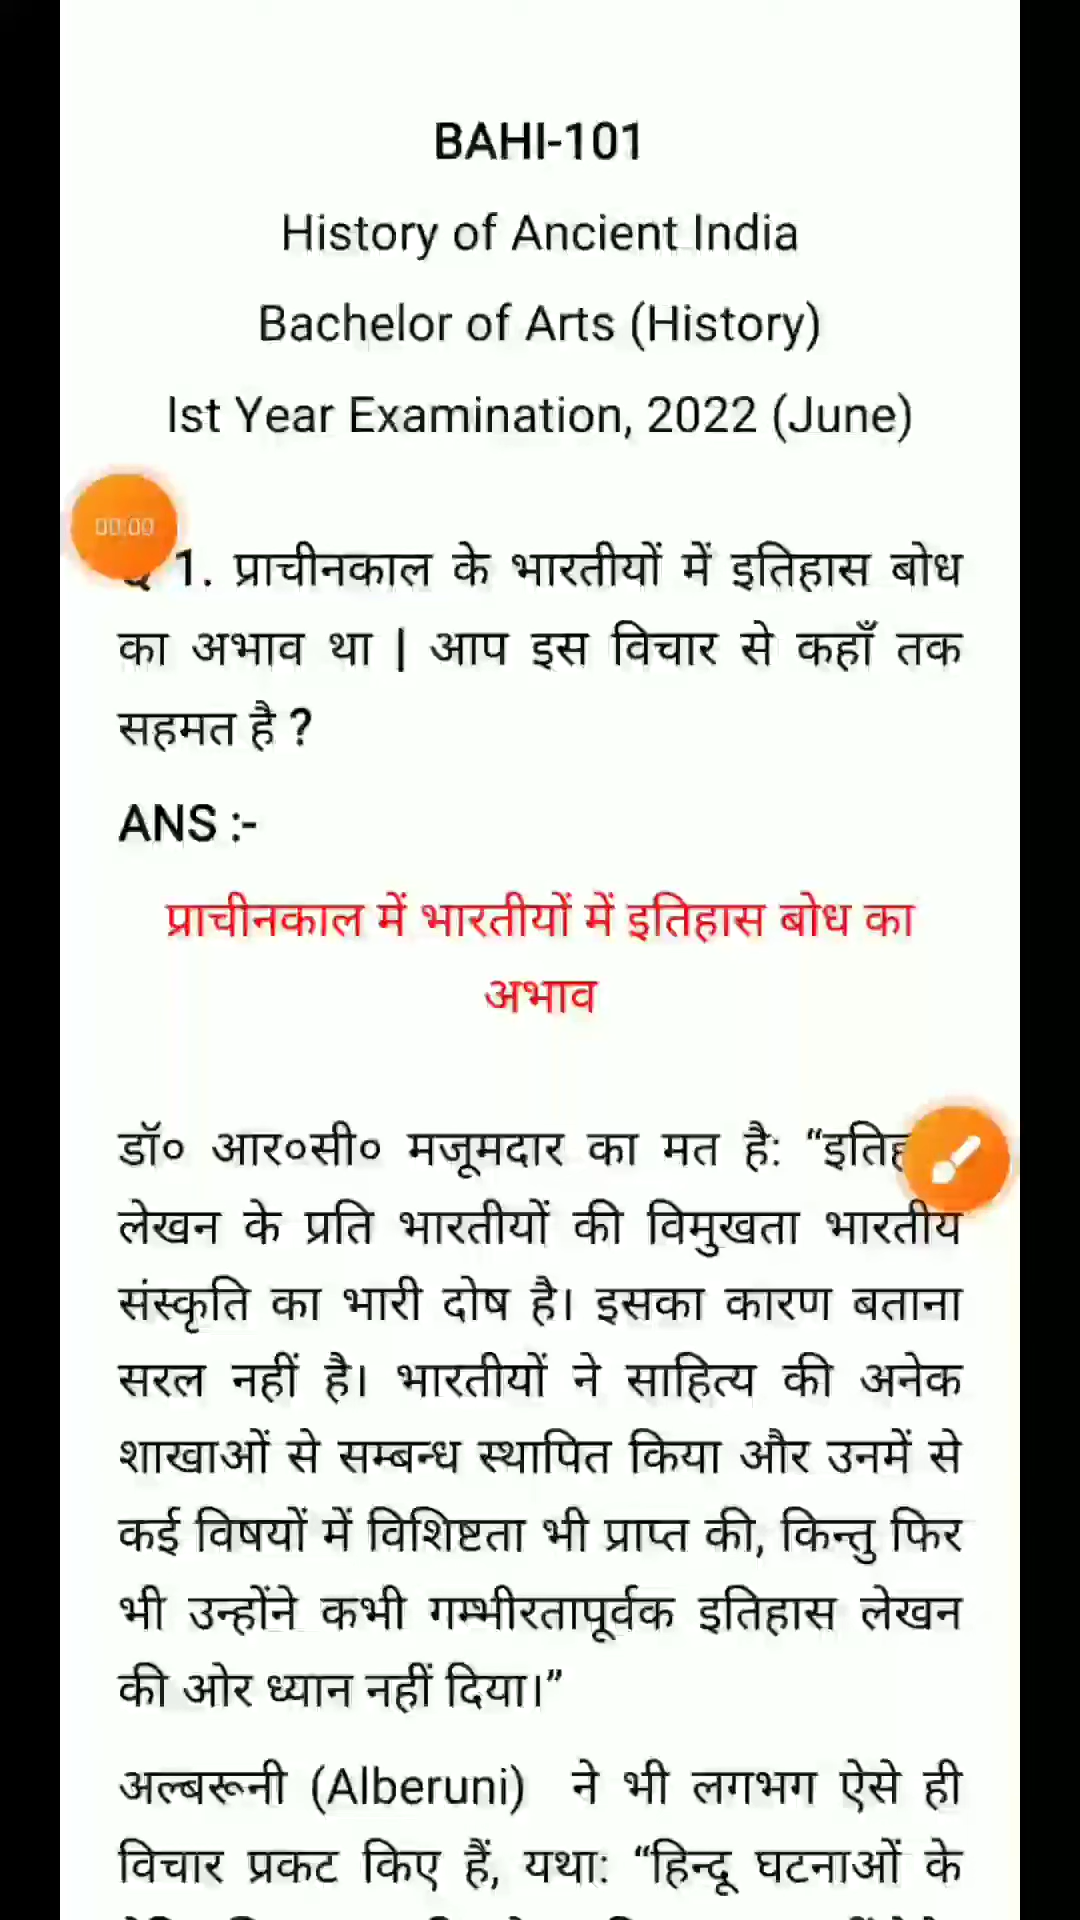 BAHI-101
History of Ancient India
Bachelor of Arts (History)
Ist Year Examination, 2022 (June)
00:00
1. प्राचीनकाल के भारतीयों में इतिहास बोध
का अभाव था | आप इस विचार से कहाँ तक
सहमत है ?
ANS :-
प्राचीनकाल में भारतीयों में इतिहास बोध का
अभाव
डॉ० आर०सी० मजूमदार का मत है: “
लेखन के प्रति भारतीयों की विमुखता भारतीय
संस्कृति का भारी दोष है। इसका कारण बताना
सरल नहीं है। भारतीयों ने साहित्य की अनेक
शाखाओं से सम्बन्ध स्थापित किया और उनमें से
कई विषयों में विशिष्टता भी प्राप्त की, किन्तु फिर
भी उन्होंने कभी गम्भीरतापूर्वक इतिहास लेखन
की ओर ध्यान नहीं दिया।”
अल्बरूनी (Alberuni) ने भी लगभग ऐसे ही
विचार प्रकट किए हैं, यथा: “हिन्दू घटनाओं के